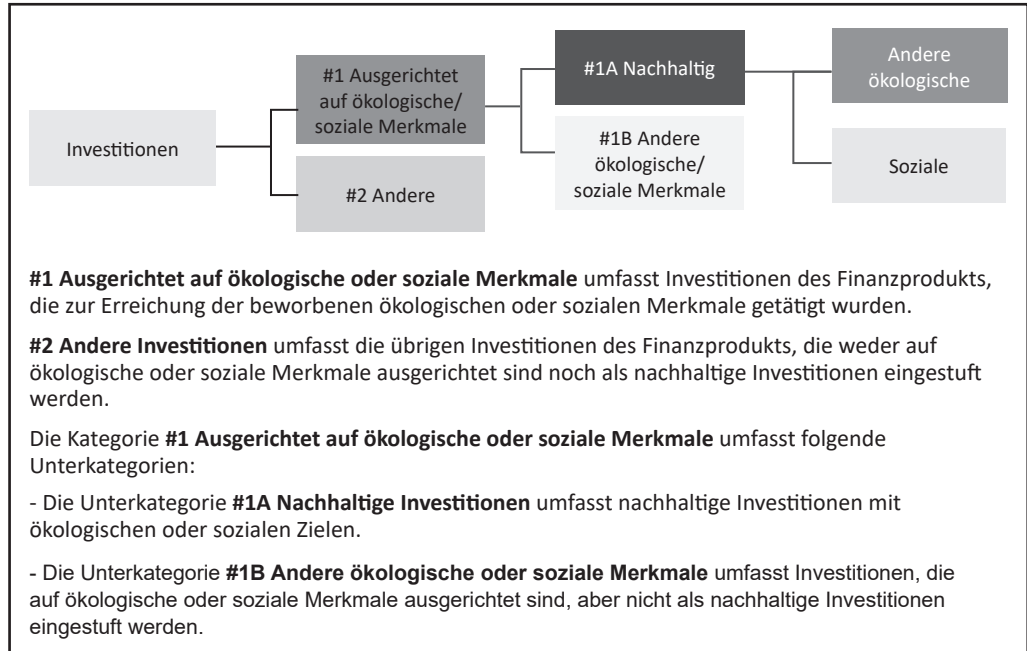 Investitionen
#1 Ausgerichtet
auf ökologische/
soziale Merkmale
#2 Andere
#1A Nachhaltig
#1B Andere
ökologische/
soziale Merkmale
Andere
ökologische
Soziale
#1 Ausgerichtet auf ökologische oder soziale Merkmale umfasst Investitionen des Finanzprodukts,
die zur Erreichung der beworbenen ökologischen oder sozialen Merkmale getätigt wurden.
#2 Andere Investitionen umfasst die übrigen Investitionen des Finanzprodukts, die weder auf
ökologische oder soziale Merkmale ausgerichtet sind noch als nachhaltige Investitionen eingestuft
werden.
Die Kategorie #1 Ausgerichtet auf ökologische oder soziale Merkmale umfasst folgende
Unterkategorien:
- Die Unterkategorie #1A Nachhaltige Investitionen umfasst nachhaltige Investitionen mit
ökologischen oder sozialen Zielen.
- Die Unterkategorie #1B Andere ökologische oder soziale Merkmale umfasst Investitionen, die
auf ökologische oder soziale Merkmale ausgerichtet sind, aber nicht als nachhaltige Investitionen
eingestuft werden.